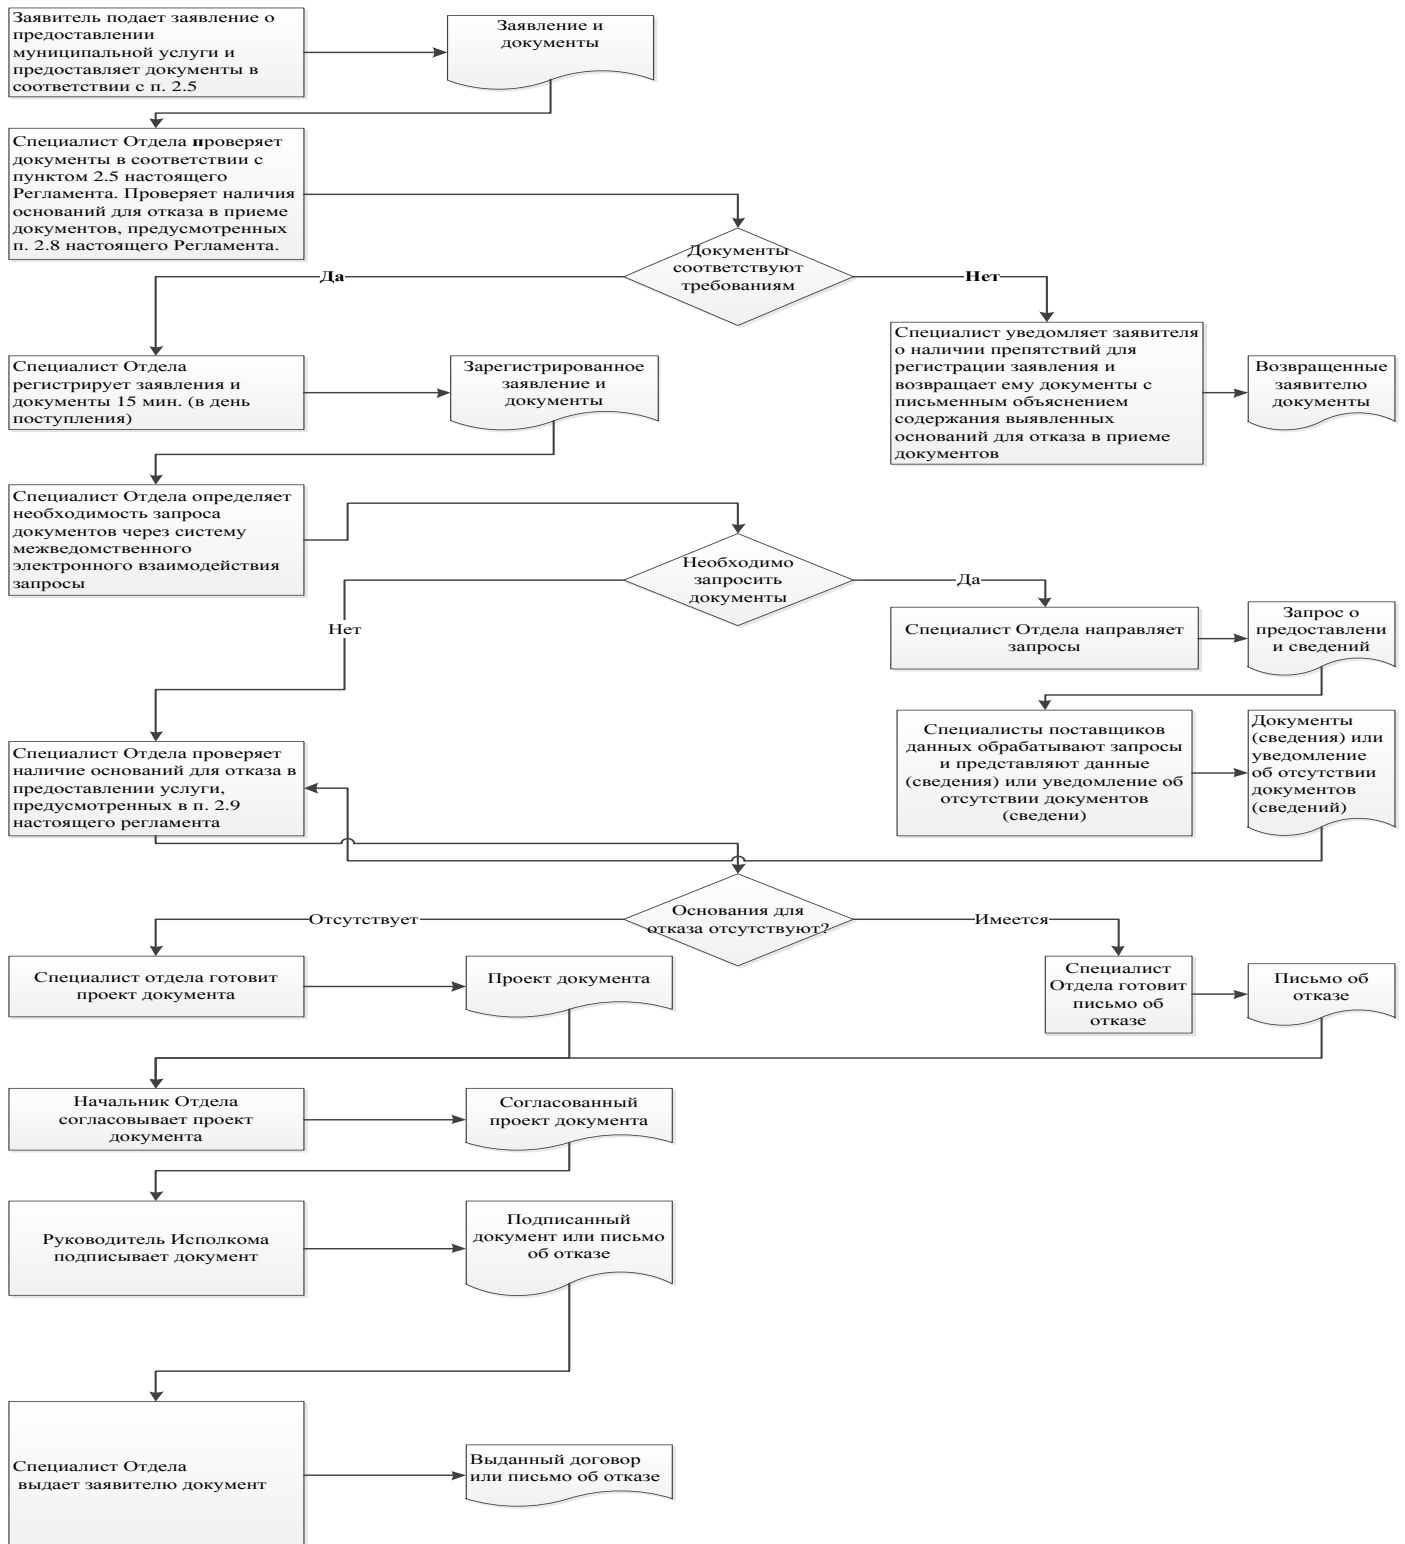 Заявитель подает заявление о
предоставлении
муниципальной услуги и
предоставляет документы в
соответствии с п. 2.5
Заявление и
документы
Специалист Отдела проверяет
документы в соответствии с
пунктом 2.5 настоящего
Регламента. Проверяет наличия
оснований для отказа в приеме
документов, предусмотренных
п. 2.8 настоящего Регламента.
Документы
соответствуют
требованиям
Да
Нет
Специалист Отдела
регистрирует заявления и
документы 15 мин. (в день
поступления)
Зарегистрированное
заявление и
документы
Специалист уведомляет заявителя
о наличии препятствий для
регистрации заявления и
возвращает ему документы с
письменным объяснением
содержания выявленных
оснований для отказа в приеме
документов
Возвращенные
заявителю
документы
Специалист Отдела определяет
необходимость запроса
документов через систему
межведомственного
электронного взаимодействия
запросы
Необходимо
запросить
документы
Да
Нет
Специалист Отдела направляет
запросы
Запрос о
предоставлени
и сведений
Специалист Отдела проверяет
наличие оснований для отказа в
предоставлении услуги,
предусмотренных в п. 2.9
настоящего регламента
Специалисты поставщиков
данных обрабатывают запросы
и представляют данные
(сведения) или уведомление об
отсутствии документов
(сведени)
Документы
(сведения) или
уведомление
об отсутствии
документов
(сведений)
Основания для
отказа отсутствуют?
Отсутствует
Имеется
Специалист отдела готовит
проект документа
Проект документа
Специалист
Отдела готовит
письмо об
отказе
Письмо об
отказе
Начальник Отдела
согласовывает проект
документа
Согласованный
проект документа
Руководитель Исполкома
подписывает документ
Подписанный
документ или письмо
об отказе
Специалист Отдела
выдает заявителю документ
Выданный договор
или письмо об отказе